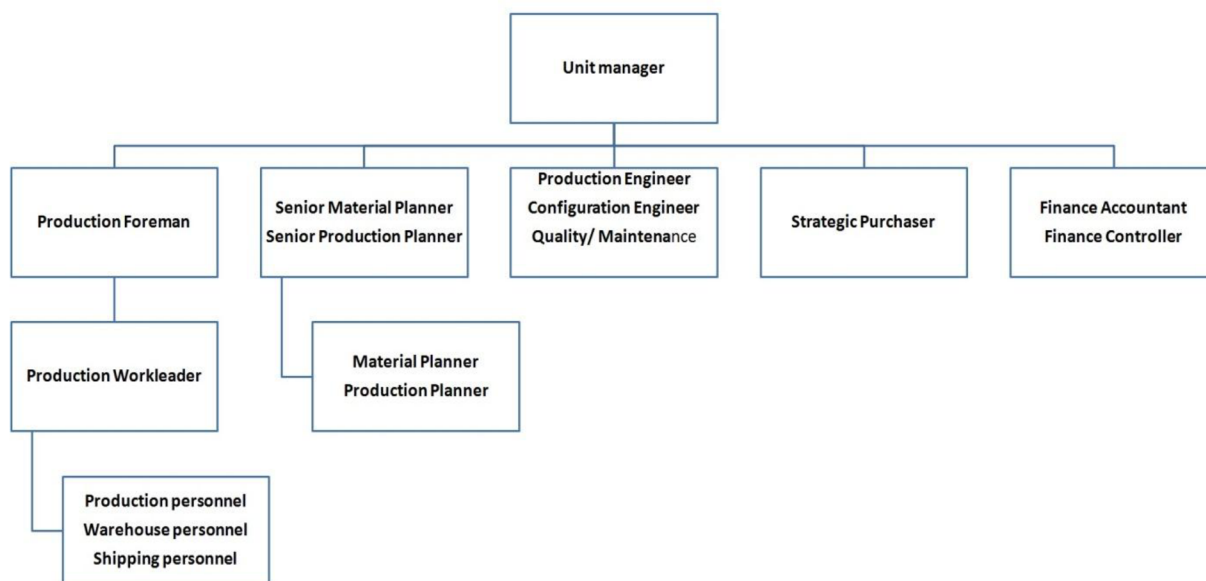 Unit manager
Production Foreman
Senior Material Planner
Senior Production Planner
Production Engineer
Configuration Engineer
Quality/ Maintenance
Strategic Purchaser
Finance Accountant
Finance Controller
Production Workleader
Material Planner
Production Planner
Production personnel
Warehouse personnel
Shipping personnel